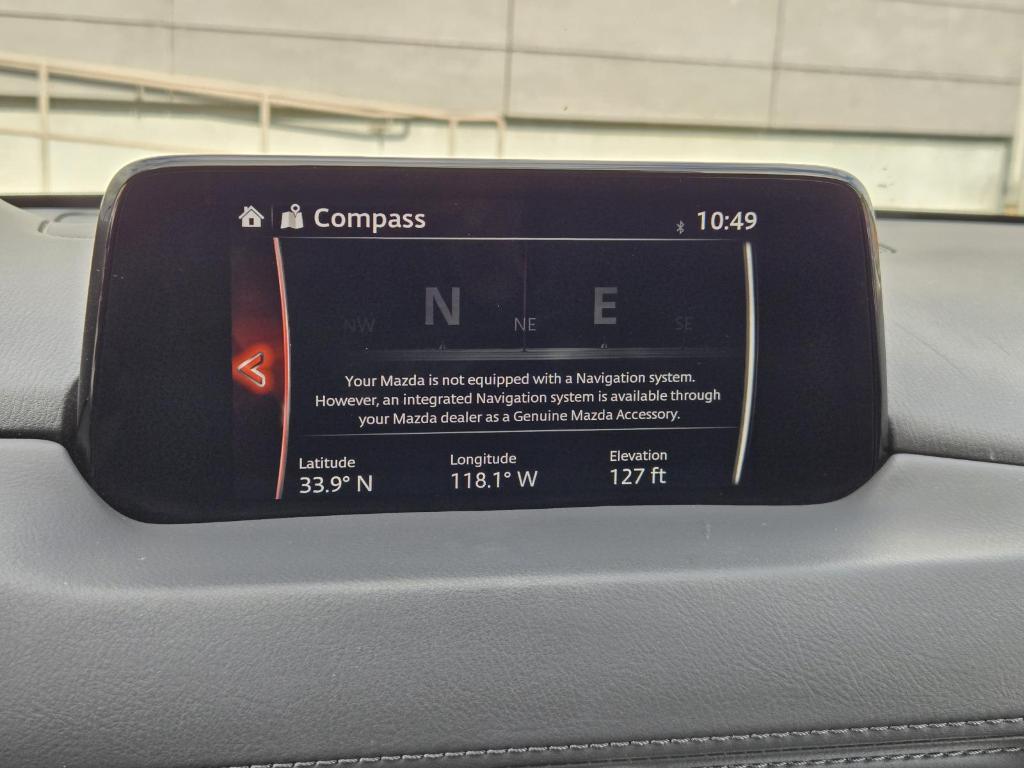 Compass 10:49
NW N NE E SE
Your Mazda is not equipped with a Navigation system.
However, an integrated Navigation system is available through
your Mazda dealer as a Genuine Mazda Accessory.
Latitude Longitude Elevation
33.9° N 118.1° W 127 ft